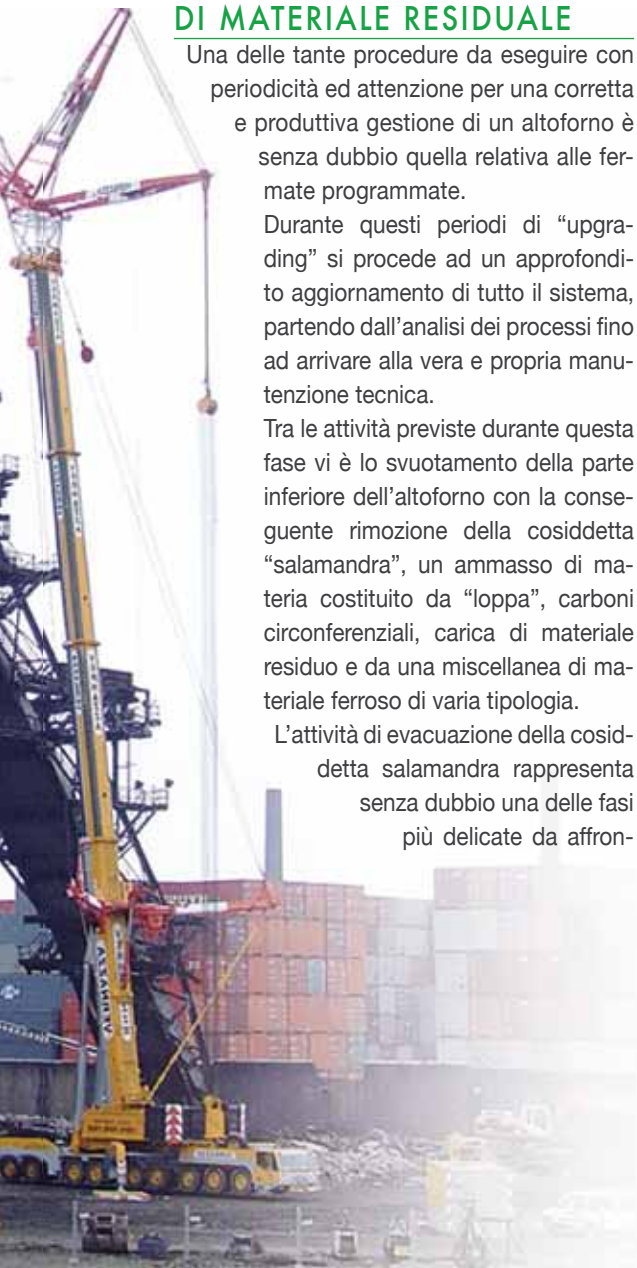 DI MATERIALE RESIDUALE
Una delle tante procedure da eseguire con
periodicità ed attenzione per una corretta
e produttiva gestione di un altoforno è
senza dubbio quella relativa alle fer-
mate programmate.
Durante questi periodi di “upgra-
ding” si procede ad un approfondi-
to aggiornamento di tutto il sistema,
partendo dall’analisi dei processi fino
ad arrivare alla vera e propria manu-
tenzione tecnica.
Tra le attività previste durante questa
fase vi è lo svuotamento della parte
inferiore dell’altoforno con la conse-
guente rimozione della cosiddetta
“salamandra”, un ammasso di ma-
teria costituito da “loppa”, carboni
circonferenziali, carica di materiale
residuo e da una miscellanea di ma-
teriale ferroso di varia tipologia.
L’attività di evacuazione della cosid-
detta salamandra rappresenta
senza dubbio una delle fasi
più delicate da affron-